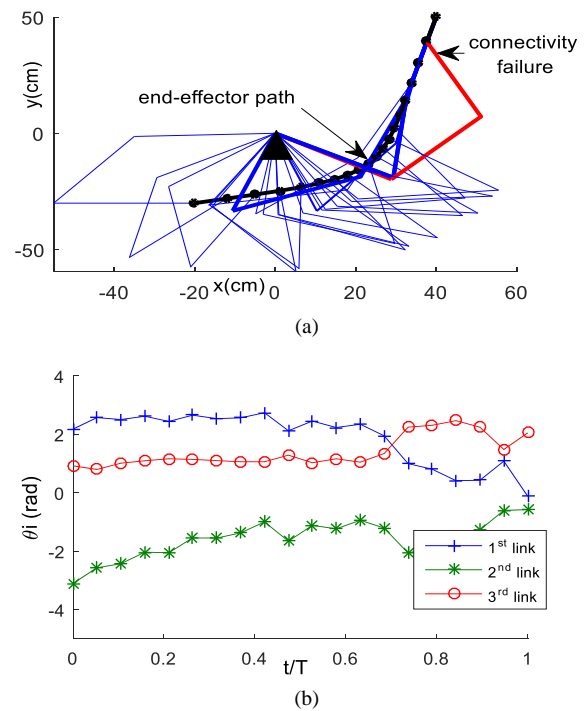 50
y(cm)
connectivity
failure
end-effector path
0
-50
-40
-20
x(cm)
0
20
40
60
(a)
4
2
0
-2
-4
θi (rad)
1st link
2nd link
3rd link
0
0.2
0.4
0.6
0.8
1
t/T
(b)